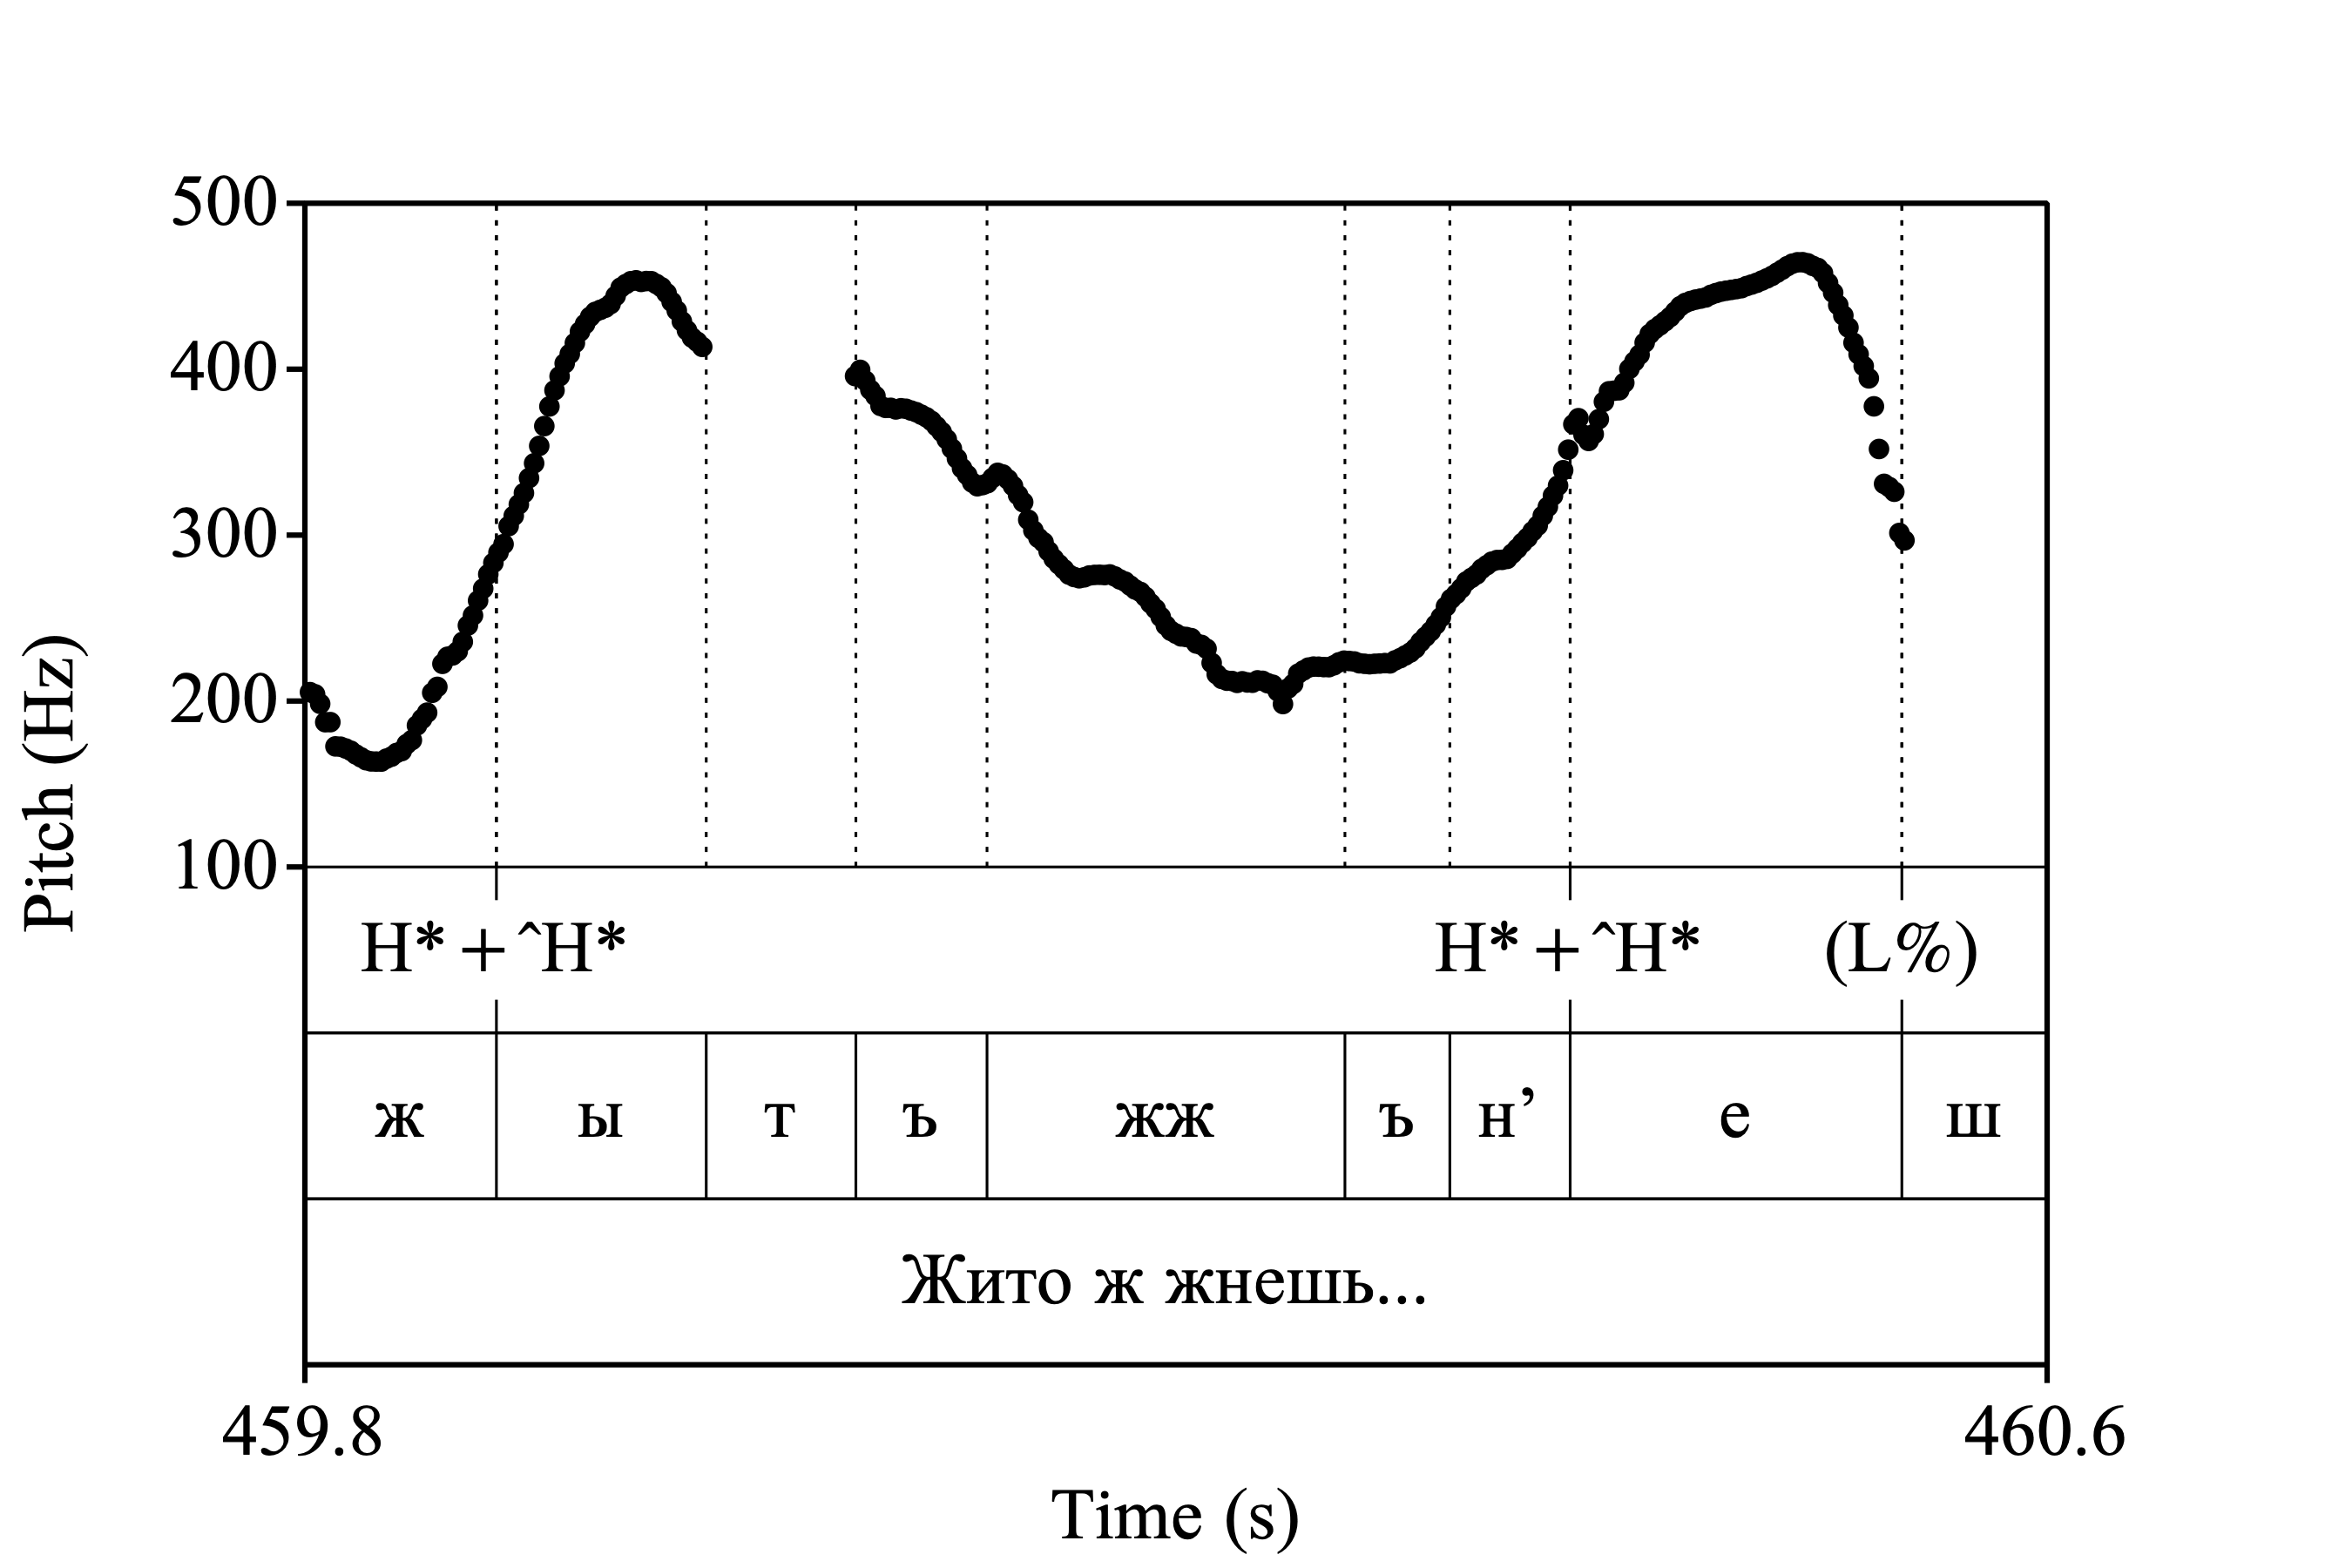 500
400
300
200
100
Pitch (Hz)
H*+ˆH* H*+ˆH* (L%)
ж ы т ъ жж ъ н’ е ш
Жито ж жнешь...
459.8 460.6
Time (s)